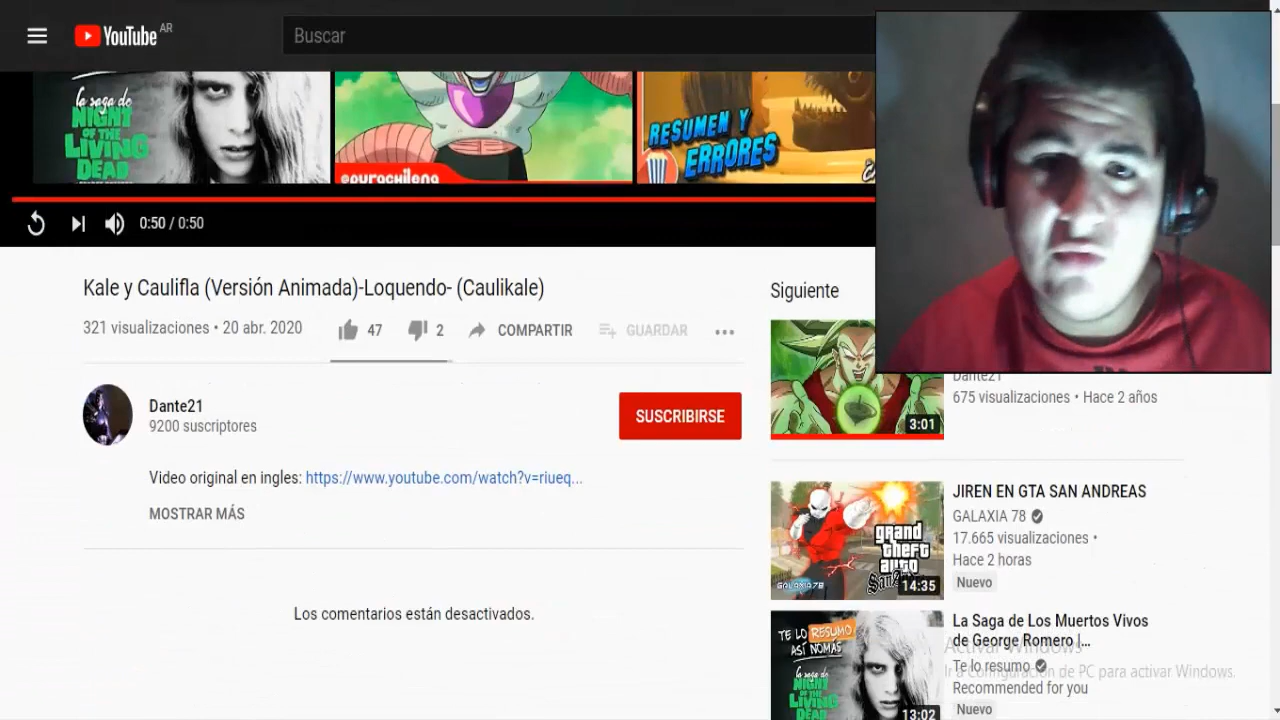 YouTube AR
Buscar
la saga de
NIGHT
OF THE
LIVING
DEAD
@purachilena
RESUMEN Y
ERRORES
0:50 / 0:50
Kale y Caulifla (Versión Animada)-Loquendo- (Caulikale)
321 visualizaciones • 20 abr. 2020
47
2
COMPARTIR
GUARDAR
Dante21
9200 suscriptores
SUSCRIBIRSE
Video original en ingles: https://www.youtube.com/watch?v=riueq...
MOSTRAR MÁS
Los comentarios están desactivados.
Siguiente
3:01
Dante21
675 visualizaciones • Hace 2 años
grand
theft
auto
San
GALAXIA78
14:35
JIREN EN GTA SAN ANDREAS
GALAXIA 78
17.665 visualizaciones •
Hace 2 horas
Nuevo
TE LO RESUMO
ASÍ NOMÁS
la saga de
NIGHT
OF THE
LIVING
13:02
La Saga de Los Muertos Vivos
de George Romero |...
Te lo resumo
Recommended for you
Nuevo
Activar Windows
Ir a Configuración de PC para activar Windows.